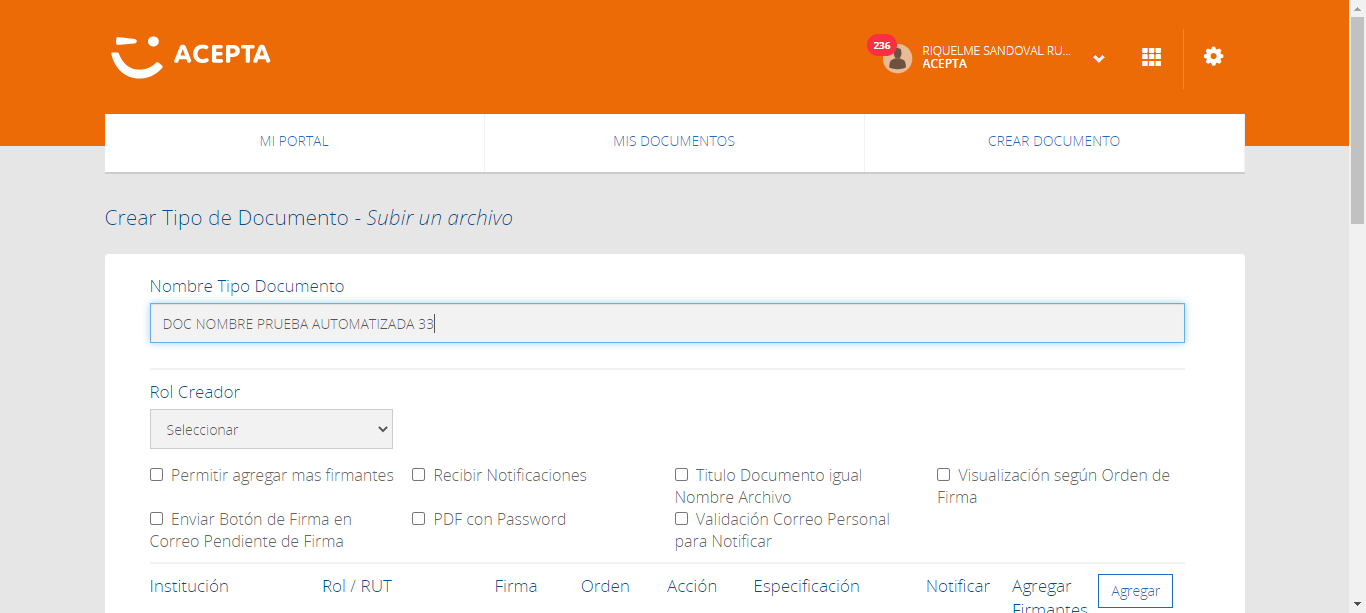 ACEPTA
236
RIQUELME SANDOVAL RU...
ACEPTA
MI PORTAL
MIS DOCUMENTOS
CREAR DOCUMENTO
Crear Tipo de Documento - Subir un archivo
Nombre Tipo Documento
DOC NOMBRE PRUEBA AUTOMATIZADA 33
Rol Creador
Seleccionar
Permitir agregar mas firmantes
Recibir Notificaciones
Titulo Documento igual
Nombre Archivo
Visualización según Orden de
Firma
Enviar Botón de Firma en
Correo Pendiente de Firma
PDF con Password
Validación Correo Personal
para Notificar
Institución
Rol / RUT
Firma
Orden
Acción
Especificación
Notificar
Agregar
Firmantes
Agregar